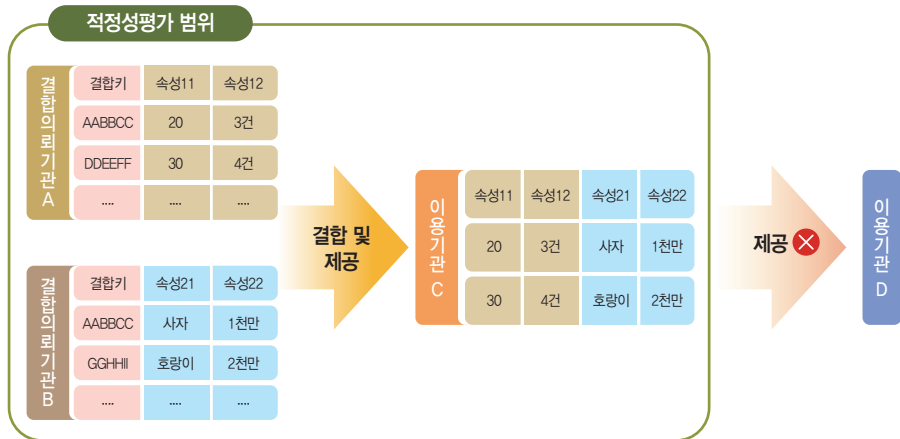 적정성평가 범위
결합의뢰기관 A
결합키 속성11 속성12
AABBCC 20 3건
DDEEFF 30 4건
.... .... ....
결합의뢰기관 B
결합키 속성21 속성22
AABBCC 사자 1천만
GGHHII 호랑이 2천만
.... .... ....
결합 및
제공
이용기관 C
속성11 속성12 속성21 속성22
20 3건 사자 1천만
30 4건 호랑이 2천만
제공
이용기관 D